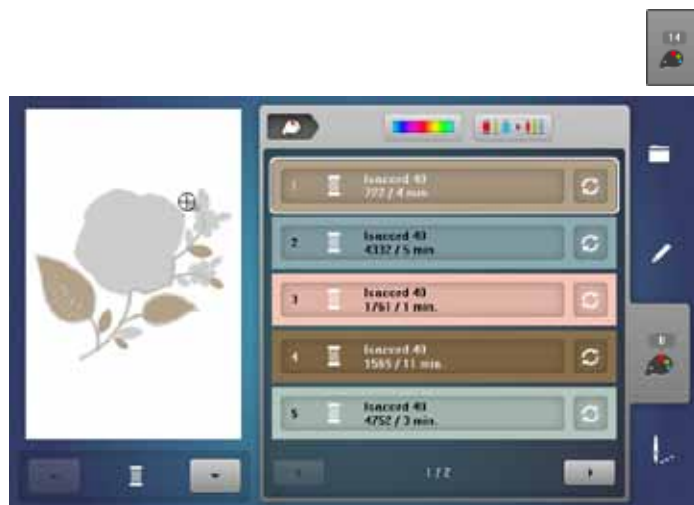 14
1
Isacord 40
777 / 4 min.
2
Isacord 40
4332 / 5 min.
3
Isacord 40
1761 / 1 min.
4
Isacord 40
1565 / 11 min.
5
Isacord 40
4752 / 3 min.
1 / 2